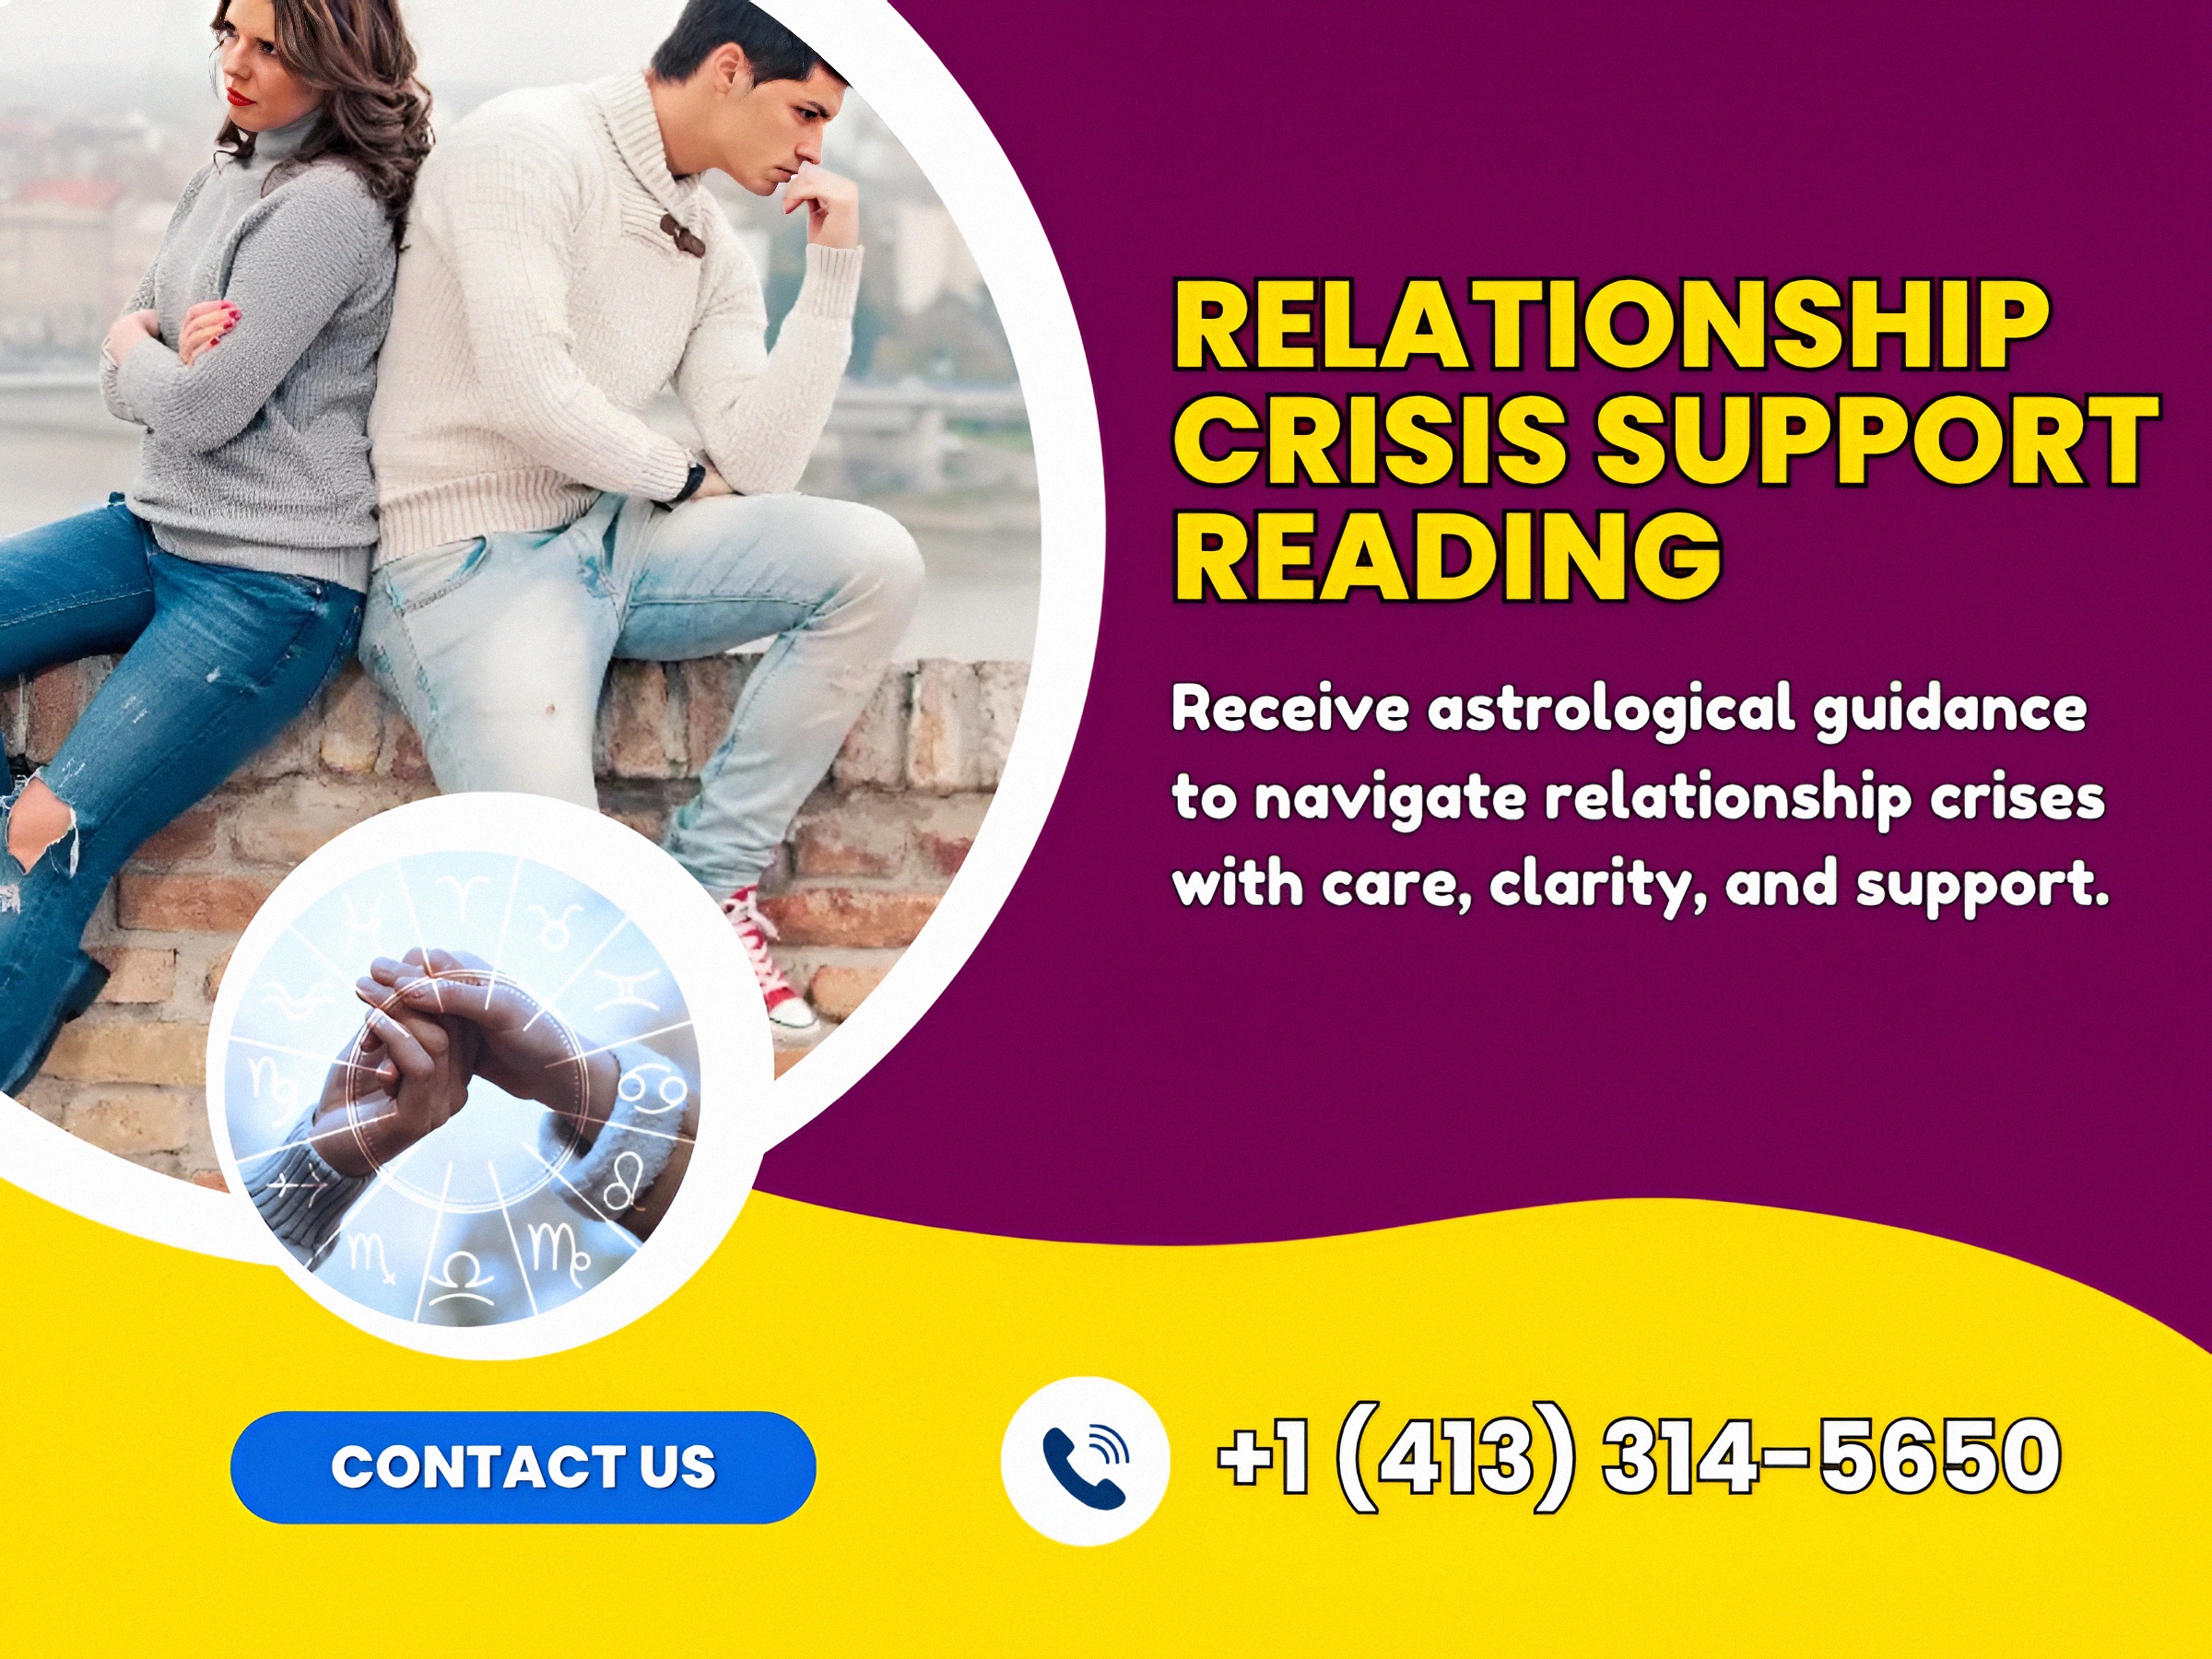 RELATIONSHIP
CRISIS SUPPORT
READING
Receive astrological guidance
to navigate relationship crises
with care, clarity, and support.
CONTACT US
+1 (413) 314-5650